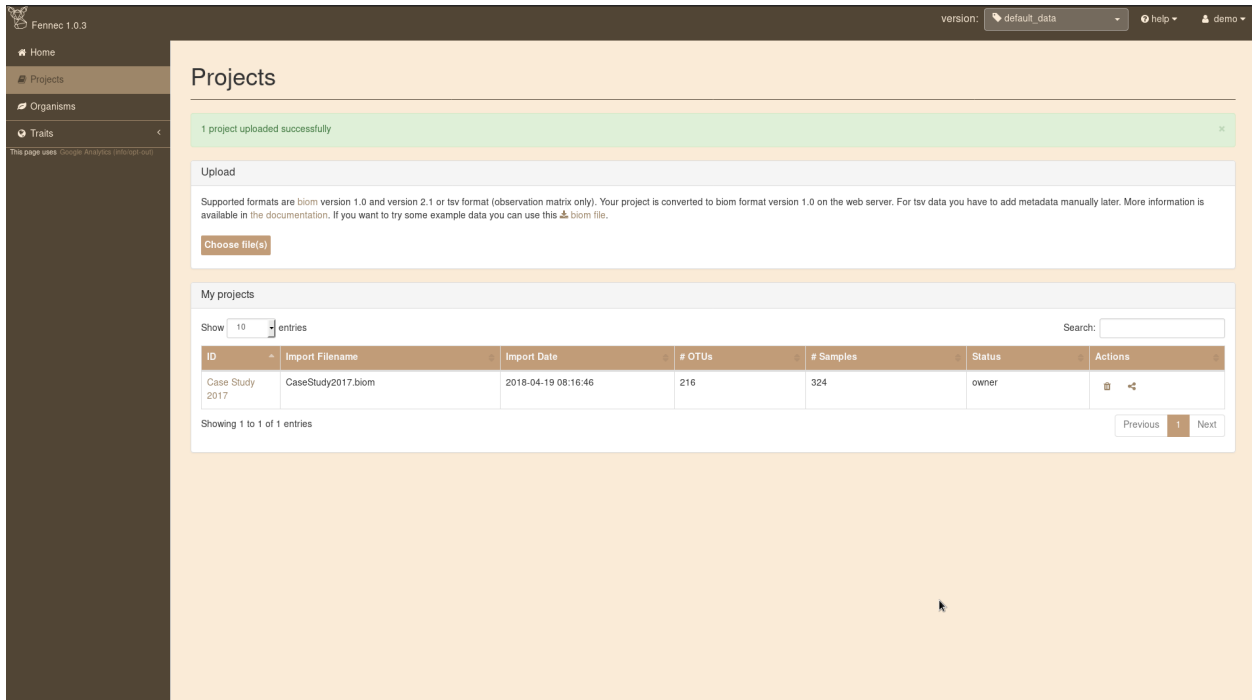 Fennec 1.0.3
version: default_data help demo
Home
Projects
Organisms
Traits
This page uses Google Analytics (info/opt-out)
Projects
1 project uploaded successfully ×
Upload
Supported formats are biom version 1.0 and version 2.1 or tsv format (observation matrix only). Your project is converted to biom format version 1.0 on the web server. For tsv data you have to add metadata manually later. More information is
available in the documentation. If you want to try some example data you can use this biom file.
Choose file(s)
My projects
Show 10 entries Search:
ID Import Filename Import Date # OTUs # Samples Status Actions
Case Study CaseStudy2017.biom 2018-04-19 08:16:46 216 324 owner
2017
Showing 1 to 1 of 1 entries Previous 1 Next